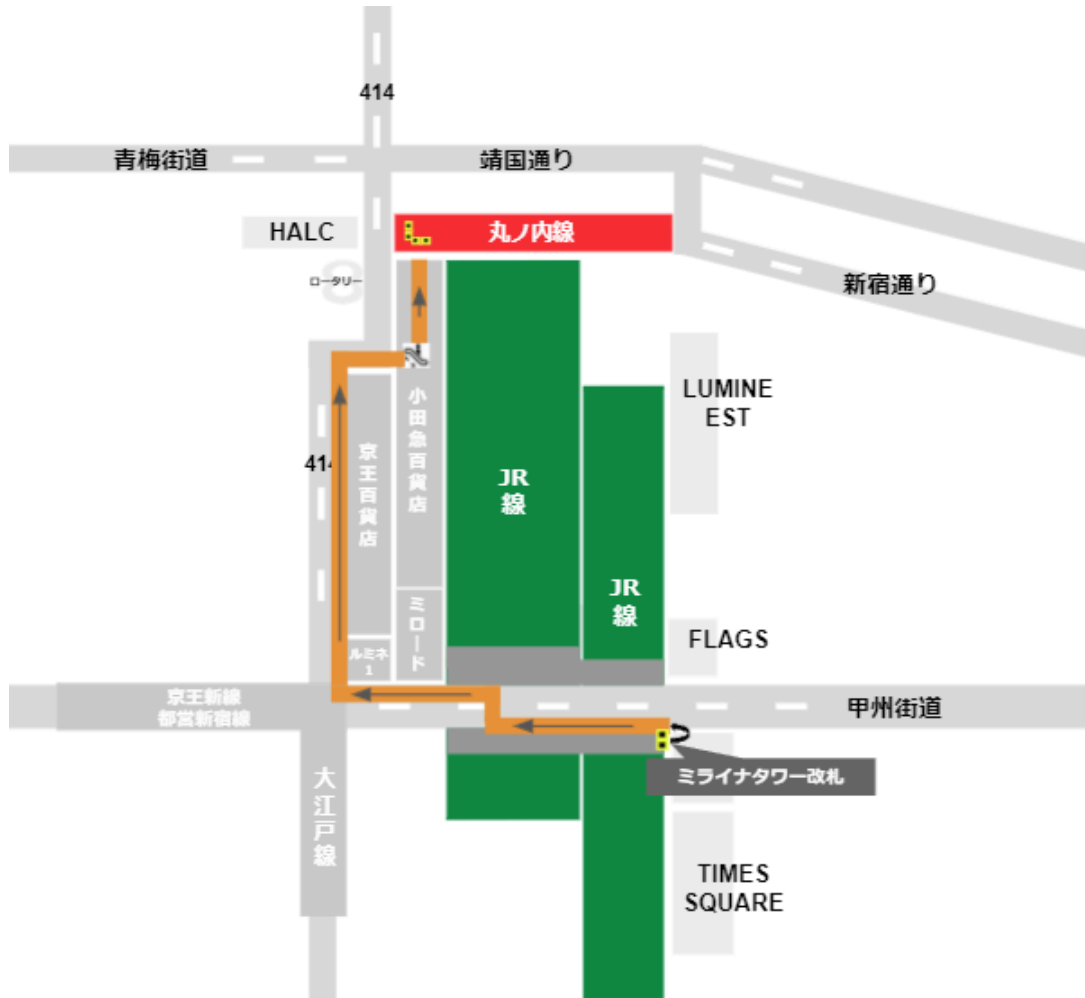 414
青梅街道
靖国通り
HALC
丸ノ内線
ロータリー
8
新宿通り
LUMINE
EST
小田急百貨店
京王百貨店
414
JR
線
JR
線
ミロード
FLAGS
ルミネ
1
京王新線
都営新宿線
甲州街道
ミライナタワー改札
大江戸線
TIMES
SQUARE